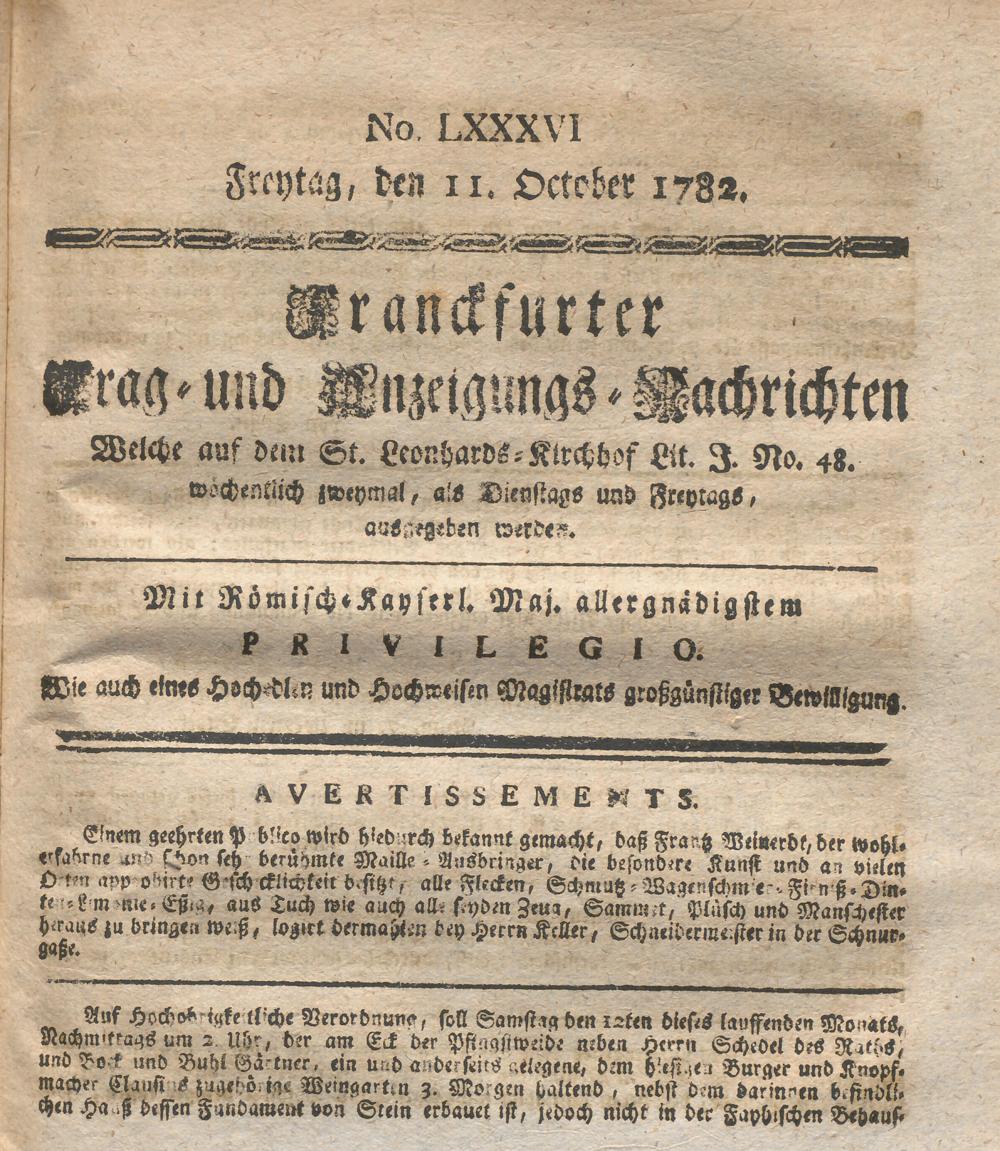 No. LXXXVI
Freytag, den 11. October 1782.
Franckfurter
Frag-und Anzeigungs-Nachrichten
Welche auf dem St. Leonhards-Kirchhof Lit. J. No. 48.
wöchentlich zweymal, als Dienstags und Freytags,
ausgegeben werden.
Mit Römisch-Kayserl. Maj. allergnädigstem
PRIVILEGIO.
Wie auch eines Hochedlen und Hochweisen Magistrats großgünstiger Bewilligung.
AVERTISSEMENTS.
Einem geehrten Publico wird hiedurch bekannt gemacht, daß Frantz Weinerdt, der wohl-
erfahrne und schon sehr berühmte Maille-Ausbringer, die besondere Kunst und an vielen
Orten approbirte Geschicklichkeit besitzt, alle Flecken, Schmutz-Wagenschmier-Firniß-Din-
ten-Limonie-Eßig, aus Tuch wie auch alle seyden Zeug, Sammet, Plüsch und Manschester
heraus zu bringen weiß, logirt dermahlen bey Herrn Keller, Schneidermeister in der Schnur-
gaße.
Auf Hochobrigkeitliche Verordnung, soll Samstag den 12ten dieses lauffenden Monats,
Nachmittags um 2. Uhr, der am Eck der Pfingstweide neben Herrn Schedel des Raths,
und Bock und Buhl Gärtner, ein und anderseits gelegene, dem hiesigen Burger und Knopf-
macher Clausius zugehörige Weingarten 3. Morgen haltend, nebst dem darinnen befindli-
chen Hauß dessen Fundament von Stein erbauet ist, jedoch nicht in der Faybischen Behaus-